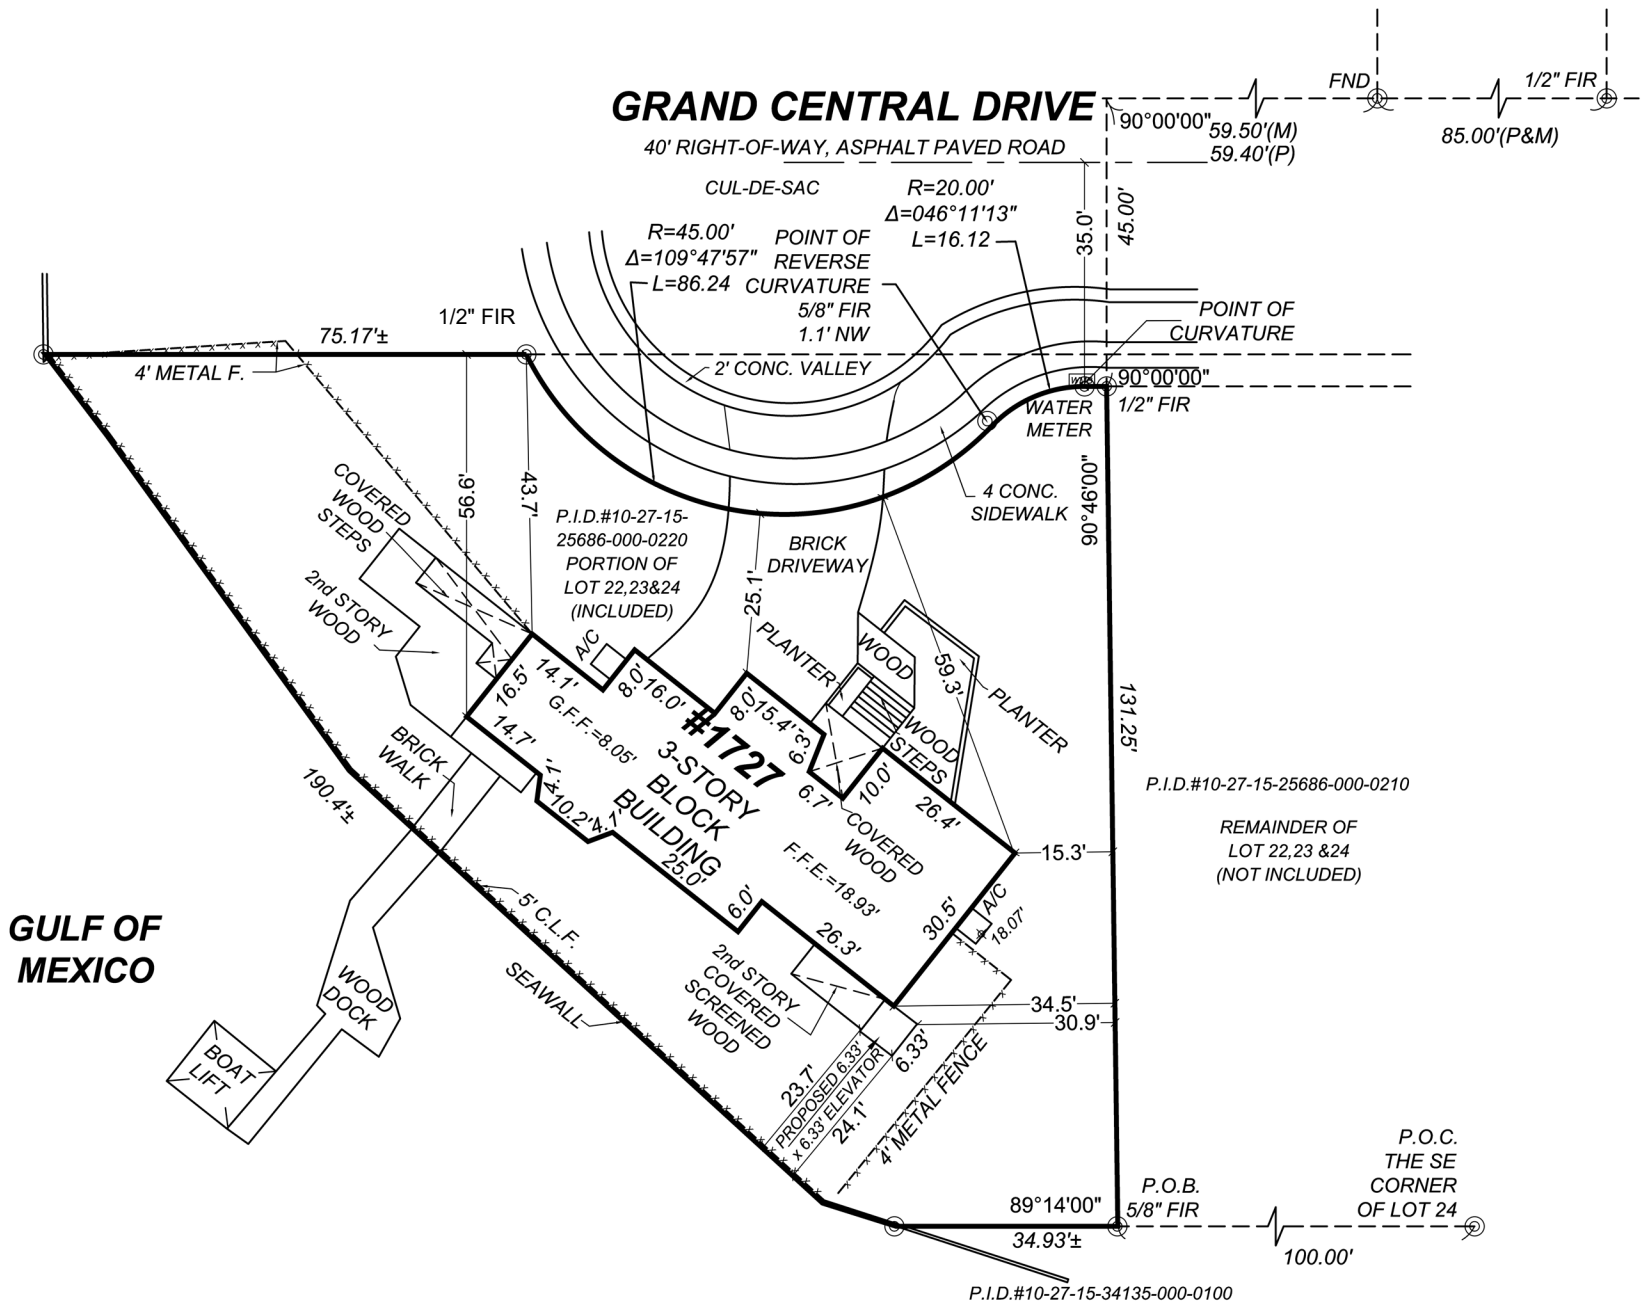 FND
1/2" FIR
GRAND CENTRAL DRIVE
90°00'00"
59.50'(M)
59.40'(P)
85.00'(P&M)
40' RIGHT-OF-WAY, ASPHALT PAVED ROAD
CUL-DE-SAC
R=20.00'
Δ=046°11'13"
L=16.12
35.0'
45.00'
R=45.00'
Δ=109°47'57"
L=86.24
POINT OF
REVERSE
CURVATURE
5/8" FIR
1.1' NW
POINT OF
CURVATURE
75.17'±
1/2" FIR
4' METAL F.
2' CONC. VALLEY
90°00'00"
1/2" FIR
WATER
METER
90°46'00"
4 CONC.
SIDEWALK
56.6'
43.7'
COVERED
WOOD
STEPS
2nd STORY
WOOD
P.I.D.#10-27-15-
25686-000-0220
PORTION OF
LOT 22,23&24
(INCLUDED)
BRICK
DRIVEWAY
25.1'
PLANTER
WOOD
59.3'
PLANTER
WOOD
STEPS
A/C
14.1'
8.0'
16.0'
8.0'
15.4'
6.3'
6.7'
10.0'
26.4'
16.5'
14.7'
G.F.F.=8.05'
#1727
3-STORY
BLOCK
BUILDING
COVERED
WOOD
F.F.E.=18.93'
4.1'
10.2'
4.7'
25.0'
6.0'
26.3'
30.5'
15.3'
A/C
18.07'
131.25'
P.I.D.#10-27-15-25686-000-0210
REMAINDER OF
LOT 22,23 &24
(NOT INCLUDED)
BRICK
WALK
190.4'±
5' C.L.F.
SEAWALL
GULF OF
MEXICO
WOOD
DOCK
BOAT
LIFT
2nd STORY
COVERED
SCREENED
WOOD
34.5'
30.9'
6.33'
23.7'
PROPOSED 6.33'
x 6.33' ELEVATOR
24.1'
4' METAL FENCE
89°14'00"
34.93'±
P.O.B.
5/8" FIR
P.O.C.
THE SE
CORNER
OF LOT 24
100.00'
P.I.D.#10-27-15-34135-000-0100